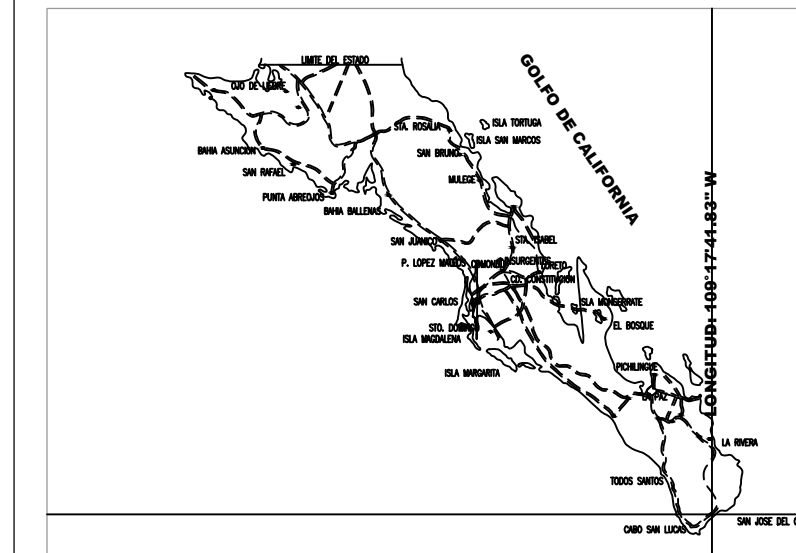 LIMITE DEL ESTADO
GOLFO DE CALIFORNIA
OJO DE LIEBRE
ISLA TORTUGA
STA. ROSALIA
ISLA SAN MARCOS
BAHIA ASUNCION
SAN BRUNO
SAN RAFAEL
MULEGE
PUNTA ABREOJOS
BAHIA BALLENAS
LONGITUD: 109°17'41.83" W
SAN JUANICO
STA. ISABEL
P. LOPEZ MATEOS
COMONDU
INSURGENTES
LORETO
CD. CONSTITUCION
SAN CARLOS
ISLA MONSERRATE
STO. DOMINGO
EL BOSQUE
ISLA MAGDALENA
PICHILINGUE
ISLA MARGARITA
LA PAZ
LA RIVERA
TODOS SANTOS
CABO SAN LUCAS
SAN JOSE DEL